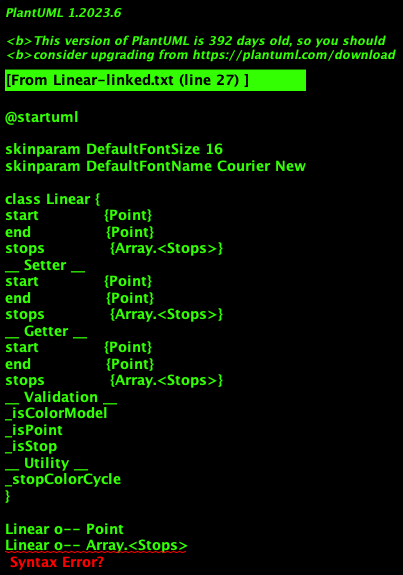 PlantUML 1.2023.6
<b>This version of PlantUML is 392 days old, so you should
<b>consider upgrading from https://plantuml.com/download
[From Linear-linked.txt (line 27) ]
@startuml
skinparam DefaultFontSize 16
skinparam DefaultFontName Courier New
class Linear {
start {Point}
end {Point}
stops {Array.<Stops>}
__ Setter __
start {Point}
end {Point}
stops {Array.<Stops>}
__ Getter __
start {Point}
end {Point}
stops {Array.<Stops>}
__ Validation __
_isColorModel
_isPoint
_isStop
__ Utility __
_stopColorCycle
}
Linear o-- Point
Linear o-- Array.<Stops>
Syntax Error?